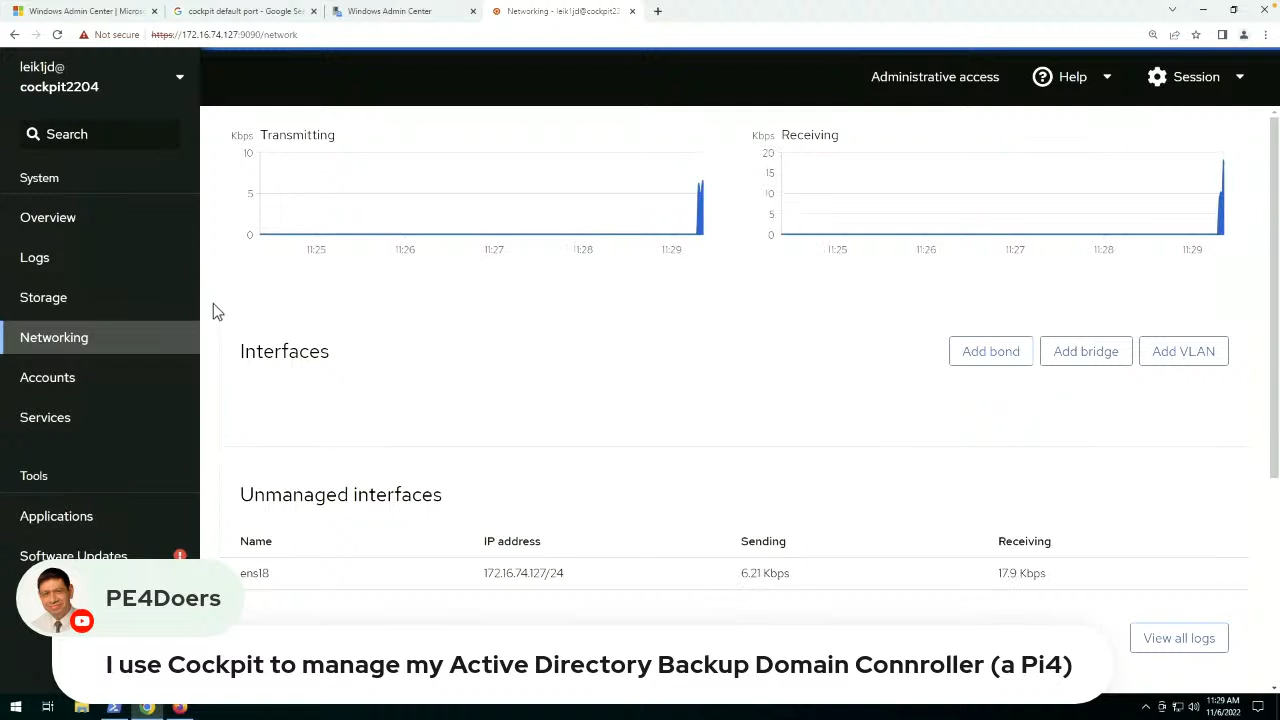 Windows Admin Center | Micros
cockpit default port - Google Se
Windows Admin Center
Networking - leik1jd@cockpit22
Not secure
https://172.16.74.127:9090/network
leik1jd@
cockpit2204
Administrative access
Help
Session
Search
System
Overview
Logs
Storage
Networking
Accounts
Services
Tools
Applications
Software Updates
Kbps Transmitting
10
5
0
11:25
11:26
11:27
11:28
11:29
Kbps Receiving
20
15
10
5
0
11:25
11:26
11:27
11:28
11:29
Interfaces
Add bond
Add bridge
Add VLAN
Unmanaged interfaces
Name IP address Sending Receiving
ens18 172.16.74.127/24 6.21 Kbps 17.9 Kbps
View all logs
PE4Doers
I use Cockpit to manage my Active Directory Backup Domain Connroller (a Pi4)
11:29 AM
11/6/2022